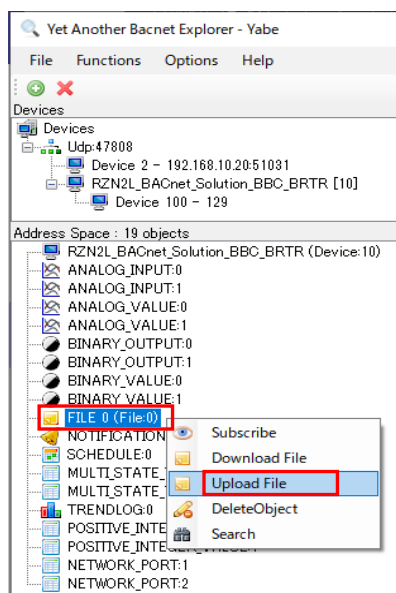 Yet Another Bacnet Explorer - Yabe
File Functions Options Help
Devices
Devices
Udp:47808
Device 2 - 192.168.10.20:51031
RZN2L_BACnet_Solution_BBC_BRTR [10]
Device 100 - 129
Address Space : 19 objects
RZN2L_BACnet_Solution_BBC_BRTR (Device:10)
ANALOG_INPUT:0
ANALOG_INPUT:1
ANALOG_VALUE:0
ANALOG_VALUE:1
BINARY_OUTPUT:0
BINARY_OUTPUT:1
BINARY_VALUE:0
BINARY_VALUE:1
FILE 0 (File:0)
NOTIFICATION
SCHEDULE:0
MULTI_STATE_
MULTI_STATE_
TRENDLOG:0
POSITIVE_INTE
POSITIVE_INTEGER_VALUE:1
NETWORK_PORT:1
NETWORK_PORT:2
Subscribe
Download File
Upload File
DeleteObject
Search